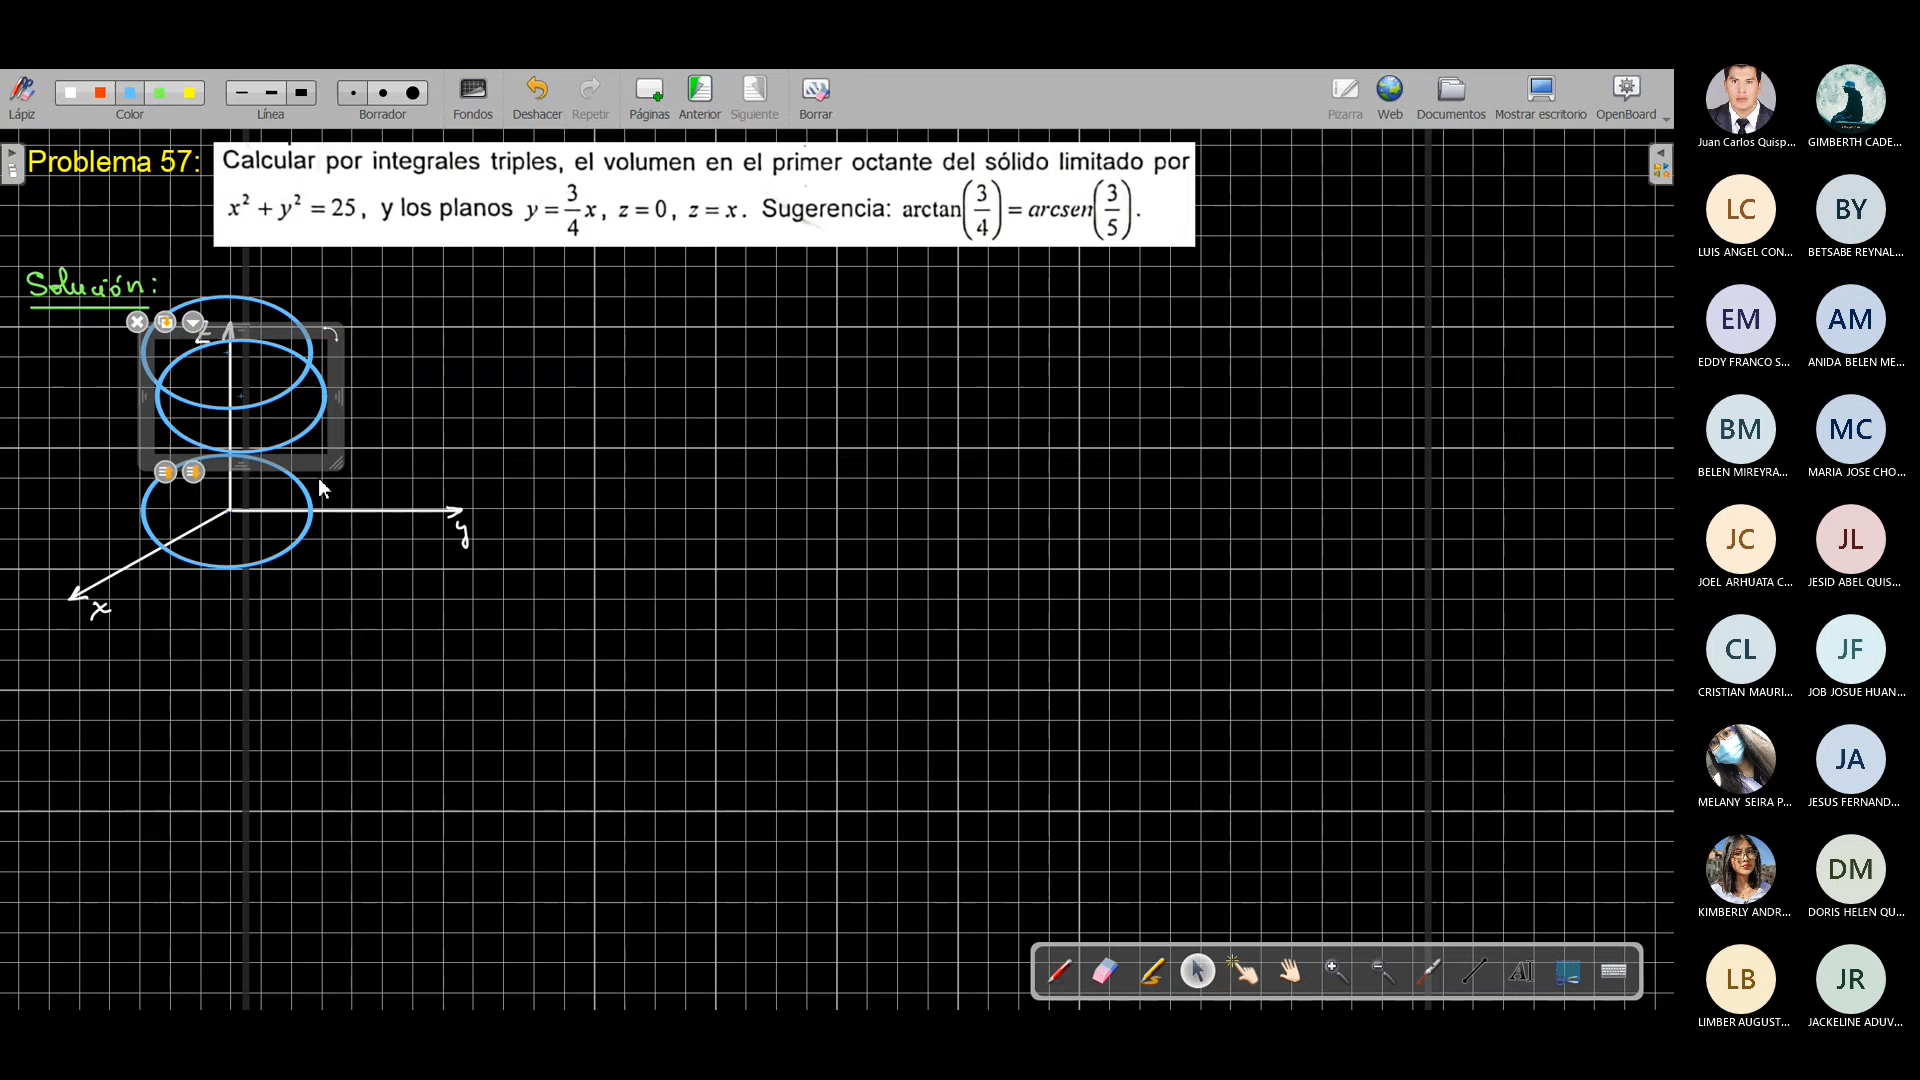 Lápiz Color Línea Borrador Fondos Deshacer Repetir Páginas Anterior Siguiente Borrar Pizarra Web Documentos Mostrar escritorio OpenBoard
Problema 57:
Calcular por integrales triples, el volumen en el primer octante del sólido limitado por
x² + y² = 25, y los planos y = 3/4 x, z = 0, z = x. Sugerencia: arctan(3/4) = arcsen(3/5).
Solución:
z
y
x
AI
Juan Carlos Quisp...
GIMBERTH CADE...
LC
LUIS ANGEL CON...
BY
BETSABE REYNAL...
EM
EDDY FRANCO S...
AM
ANIDA BELEN ME...
BM
BELEN MIREYRA...
MC
MARIA JOSE CHO...
JC
JOEL ARHUATA C...
JL
JESID ABEL QUIS...
CL
CRISTIAN MAURI...
JF
JOB JOSUE HUAN...
MELANY SEIRA P...
JA
JESUS FERNAND...
KIMBERLY ANDR...
DM
DORIS HELEN QU...
LB
LIMBER AUGUST...
JR
JACKELINE ADUV...